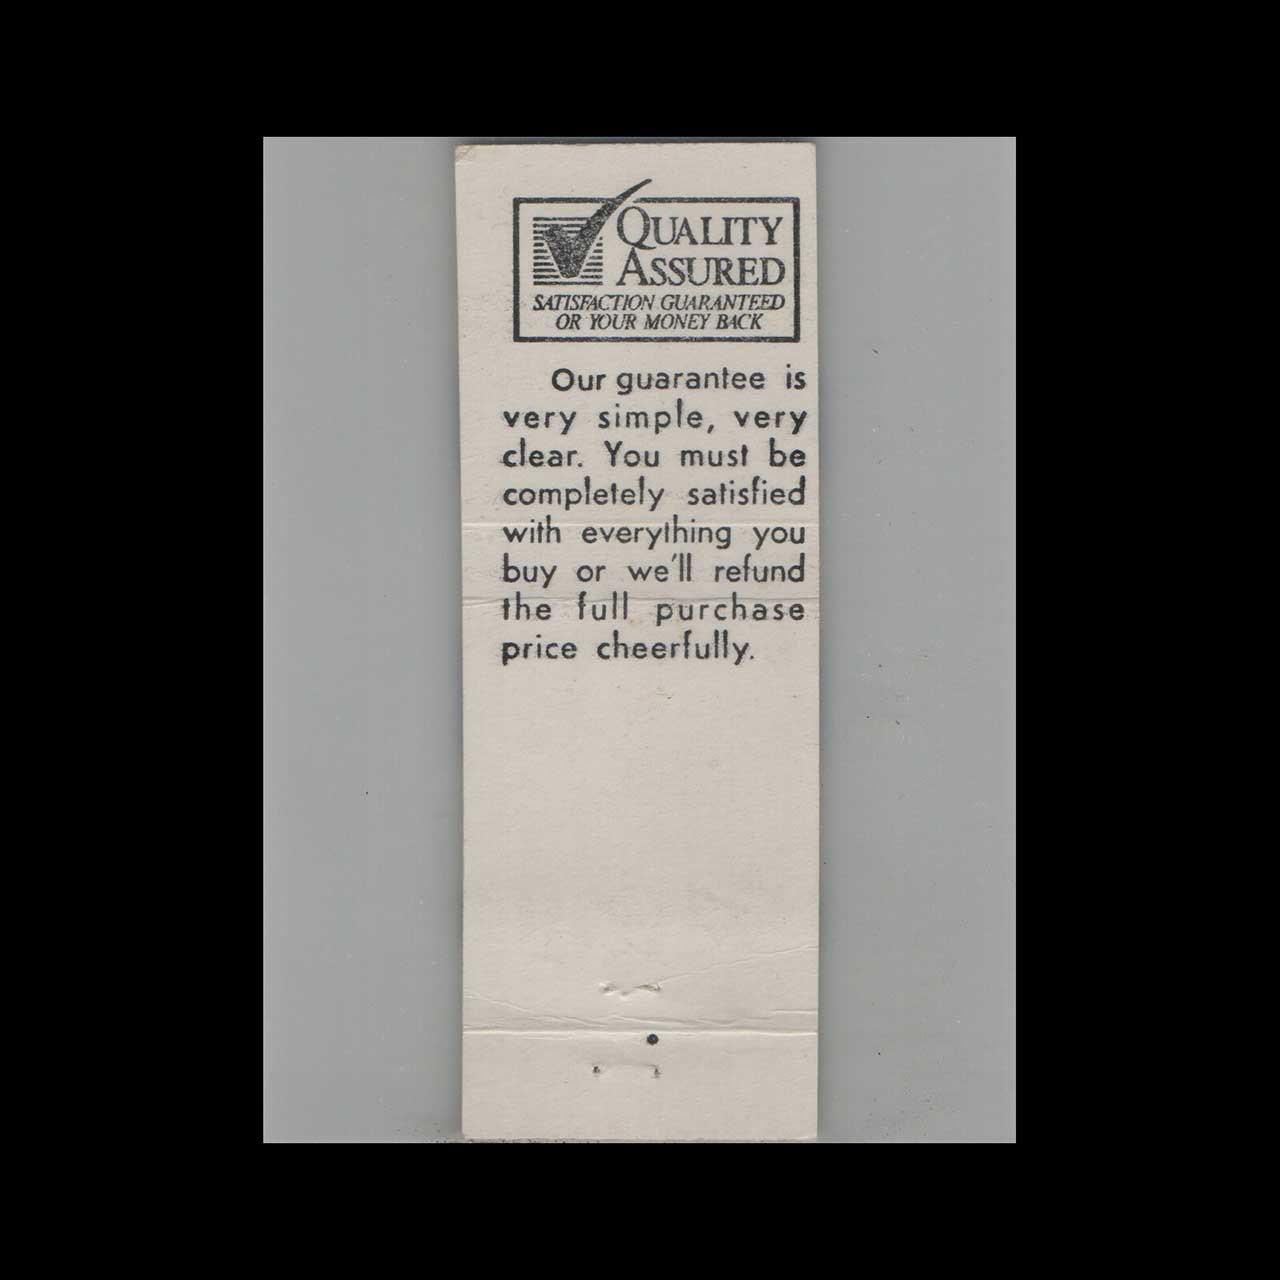 QUALITY
ASSURED
SATISFACTION GUARANTEED
OR YOUR MONEY BACK
Our guarantee is
very simple, very
clear. You must be
completely satisfied
with everything you
buy or we'll refund
the full purchase
price cheerfully.